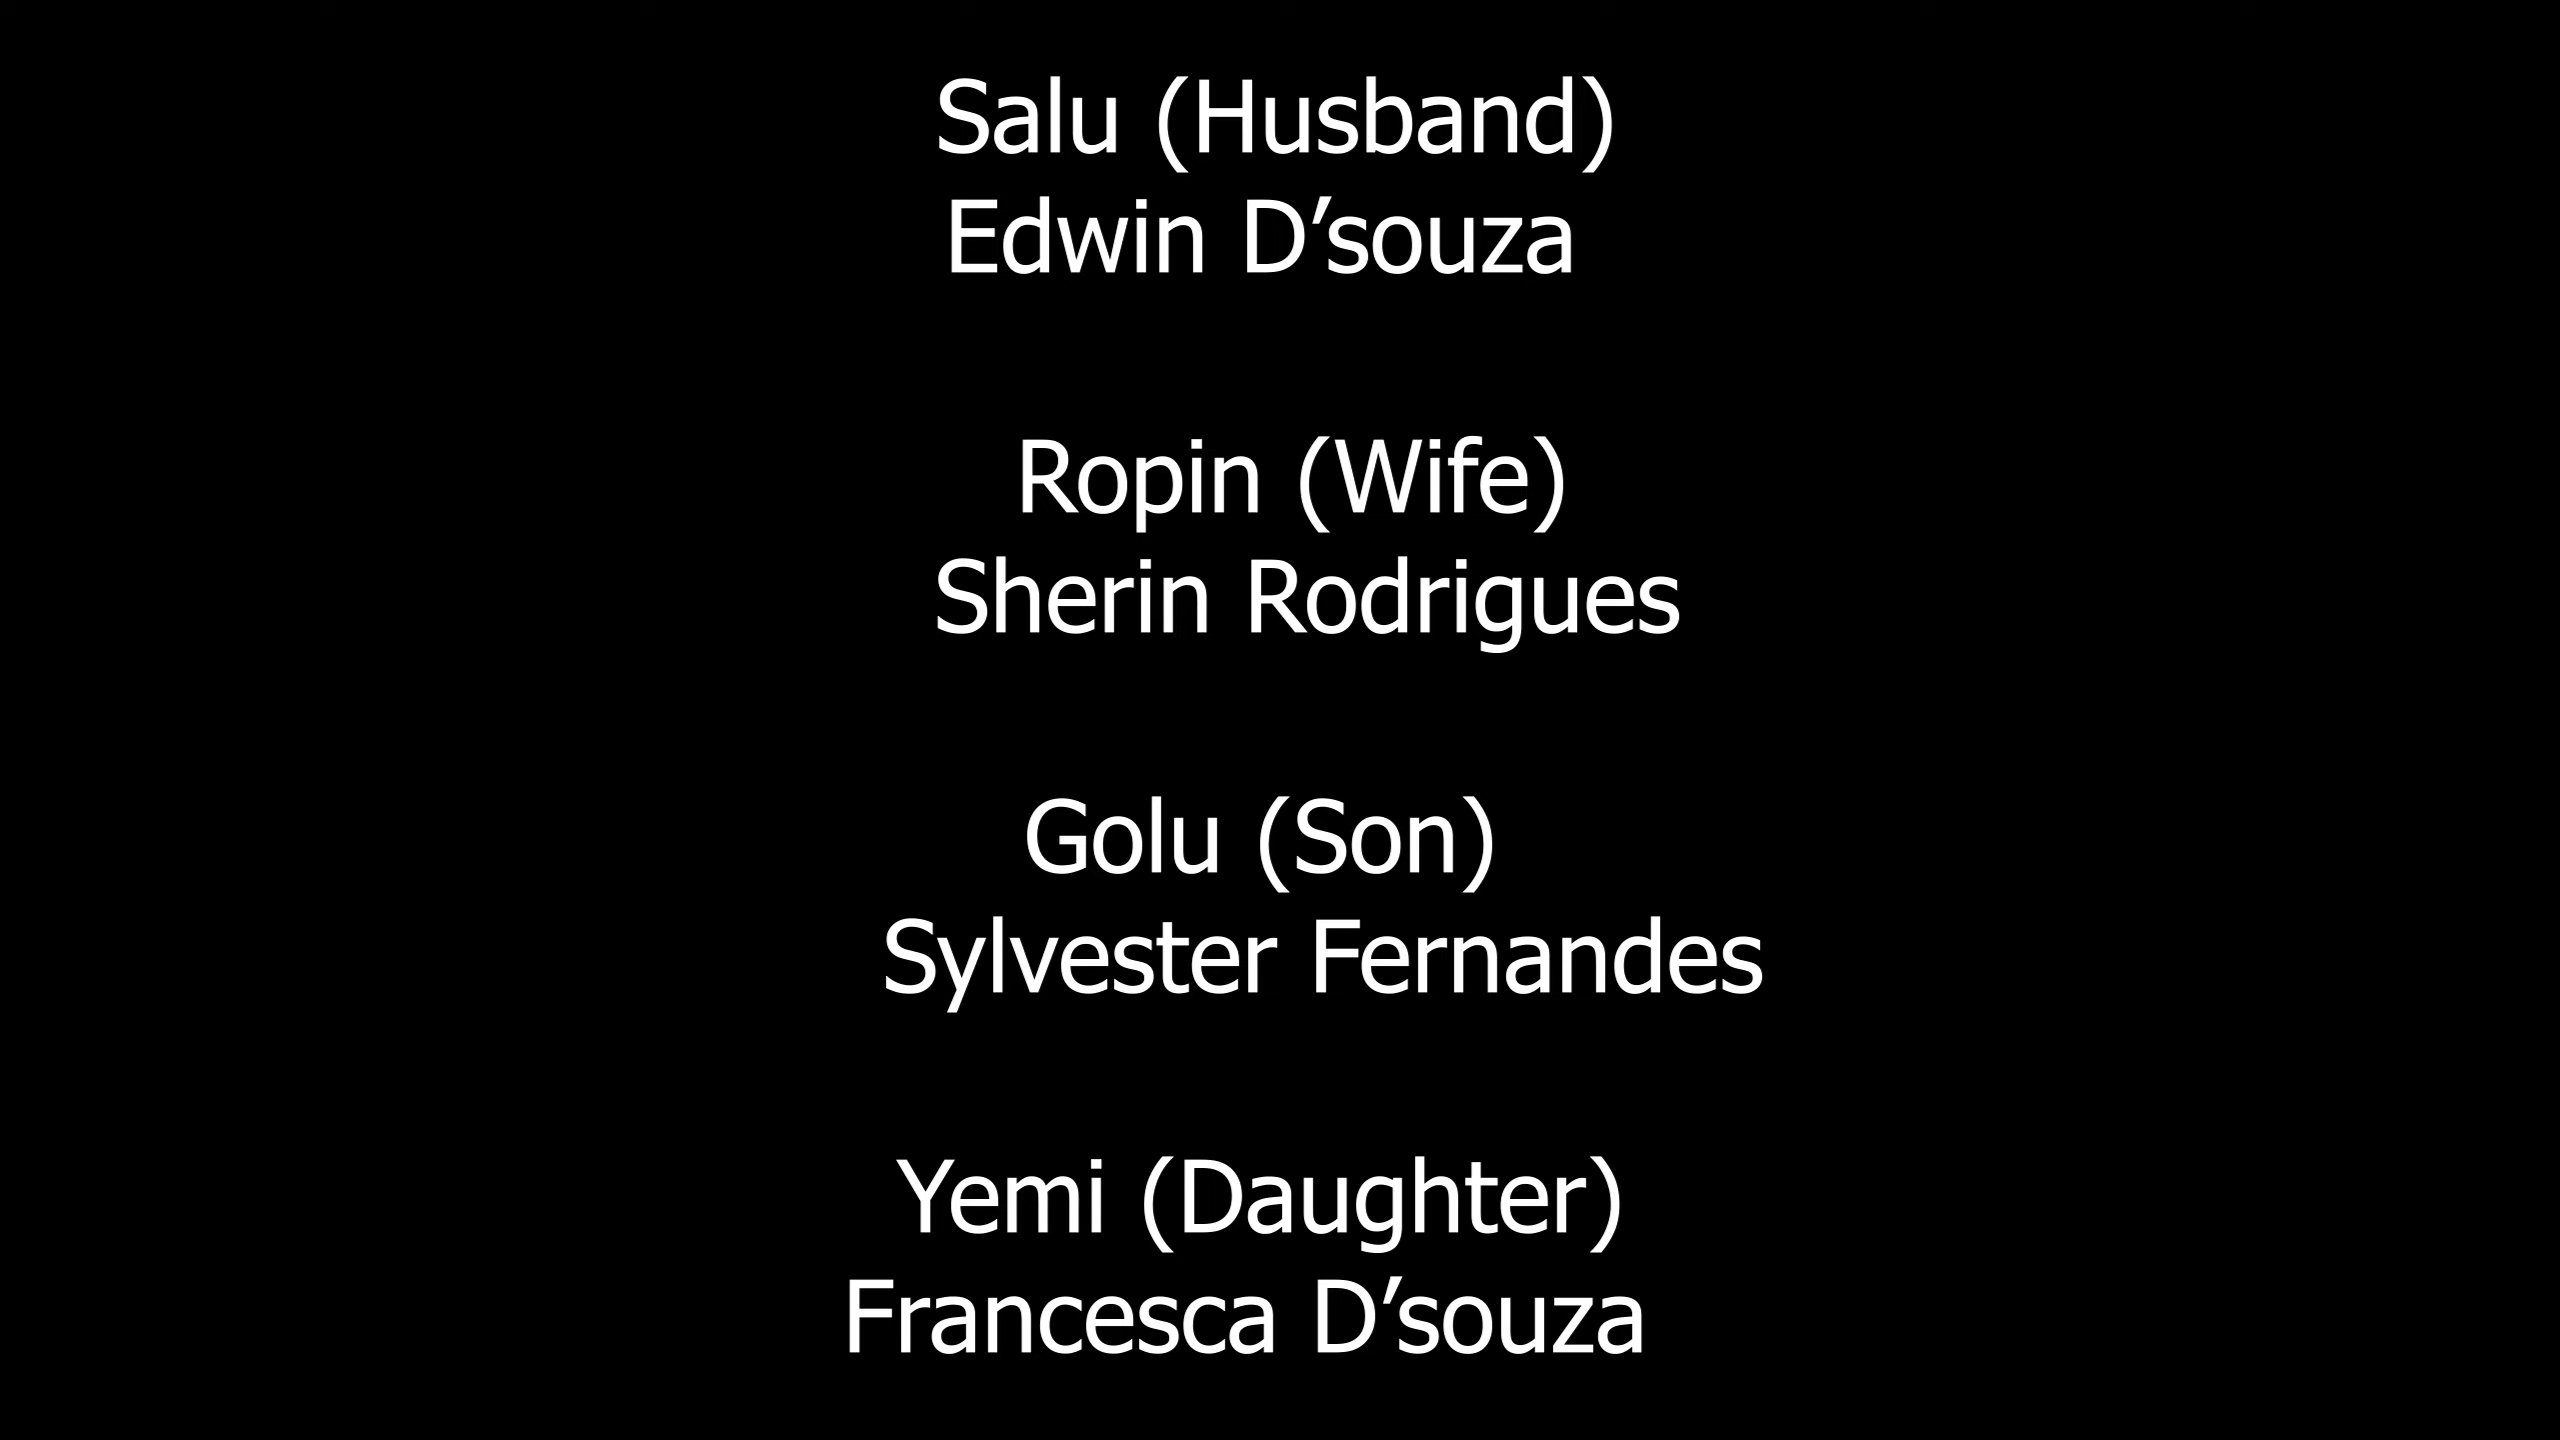 Salu (Husband)
Edwin D’souza
Ropin (Wife)
Sherin Rodrigues
Golu (Son)
Sylvester Fernandes
Yemi (Daughter)
Francesca D’souza